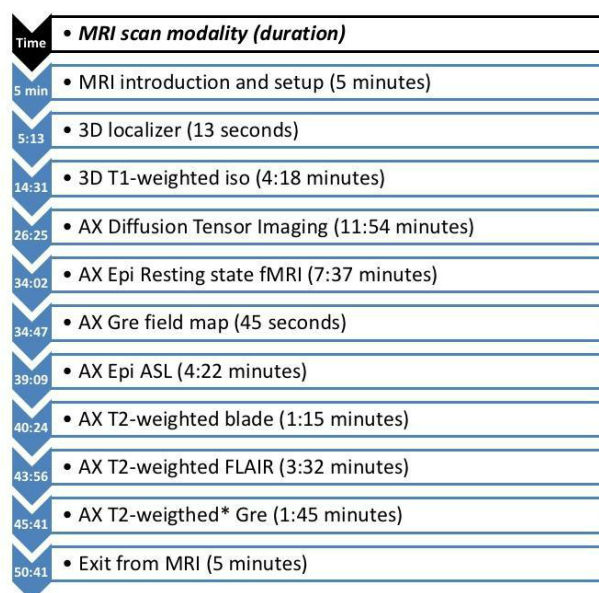 Time • MRI scan modality (duration)
5 min • MRI introduction and setup (5 minutes)
5:13 • 3D localizer (13 seconds)
14:31 • 3D T1-weighted iso (4:18 minutes)
26:25 • AX Diffusion Tensor Imaging (11:54 minutes)
34:02 • AX Epi Resting state fMRI (7:37 minutes)
34:47 • AX Gre field map (45 seconds)
39:09 • AX Epi ASL (4:22 minutes)
40:24 • AX T2-weighted blade (1:15 minutes)
43:56 • AX T2-weighted FLAIR (3:32 minutes)
45:41 • AX T2-weigthed* Gre (1:45 minutes)
50:41 • Exit from MRI (5 minutes)